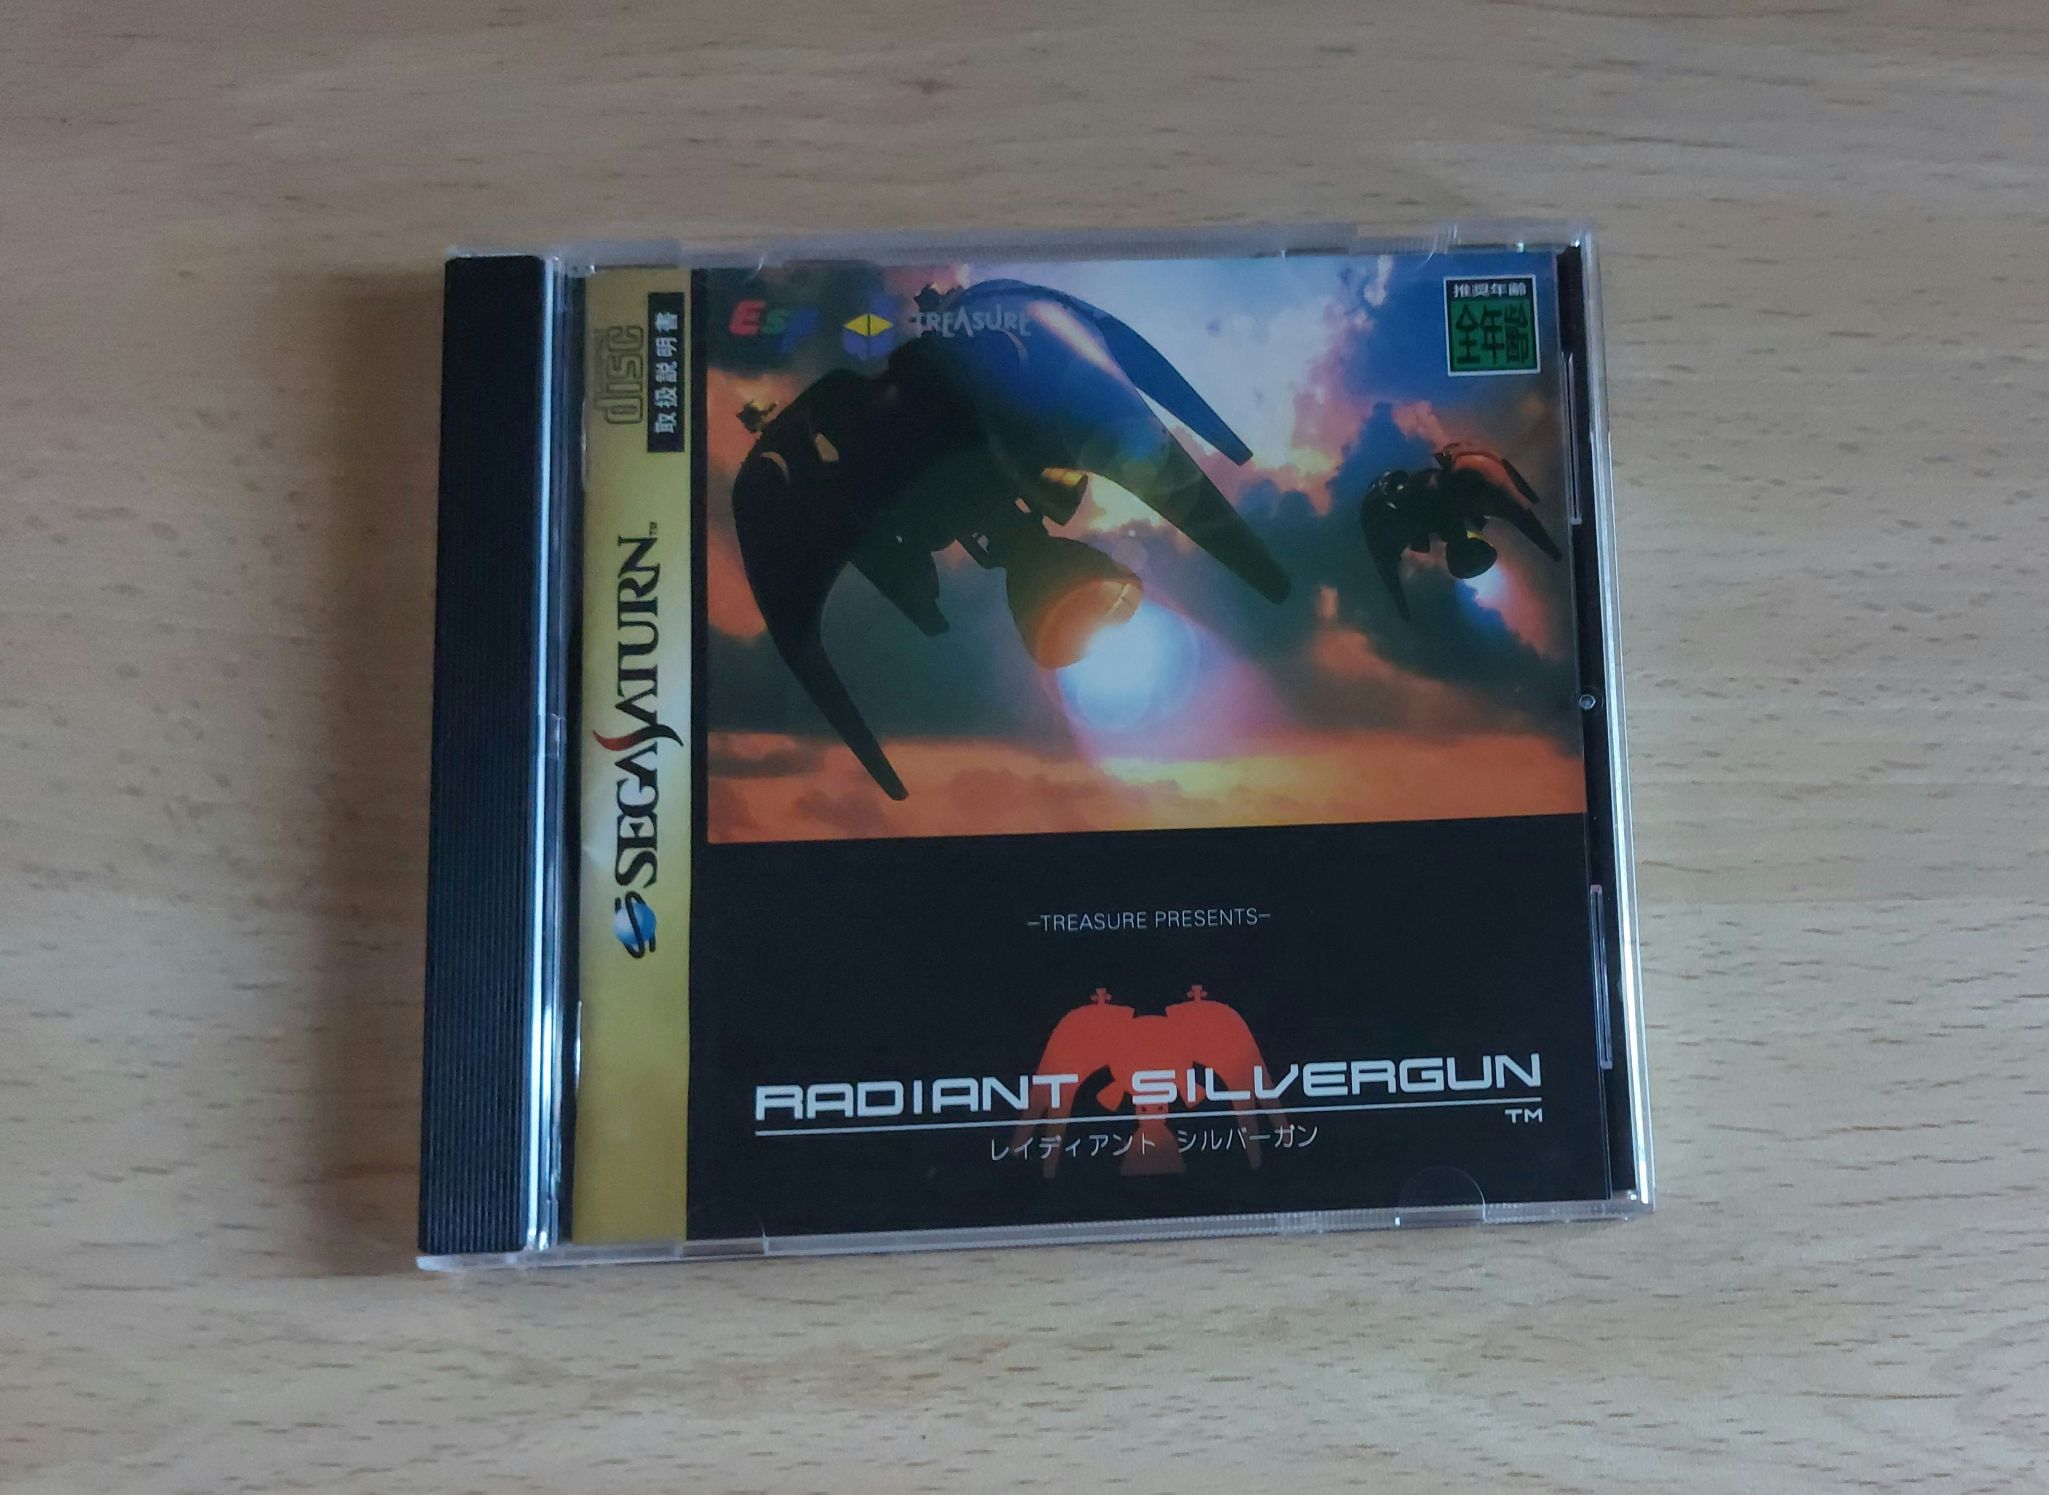 disc
取扱説明書
SEGA SATURN™
ESP
TREASURE
推奨年齢
全年齢
–TREASURE PRESENTS–
RADIANT SILVERGUN
TM
レイディアント シルバーガン